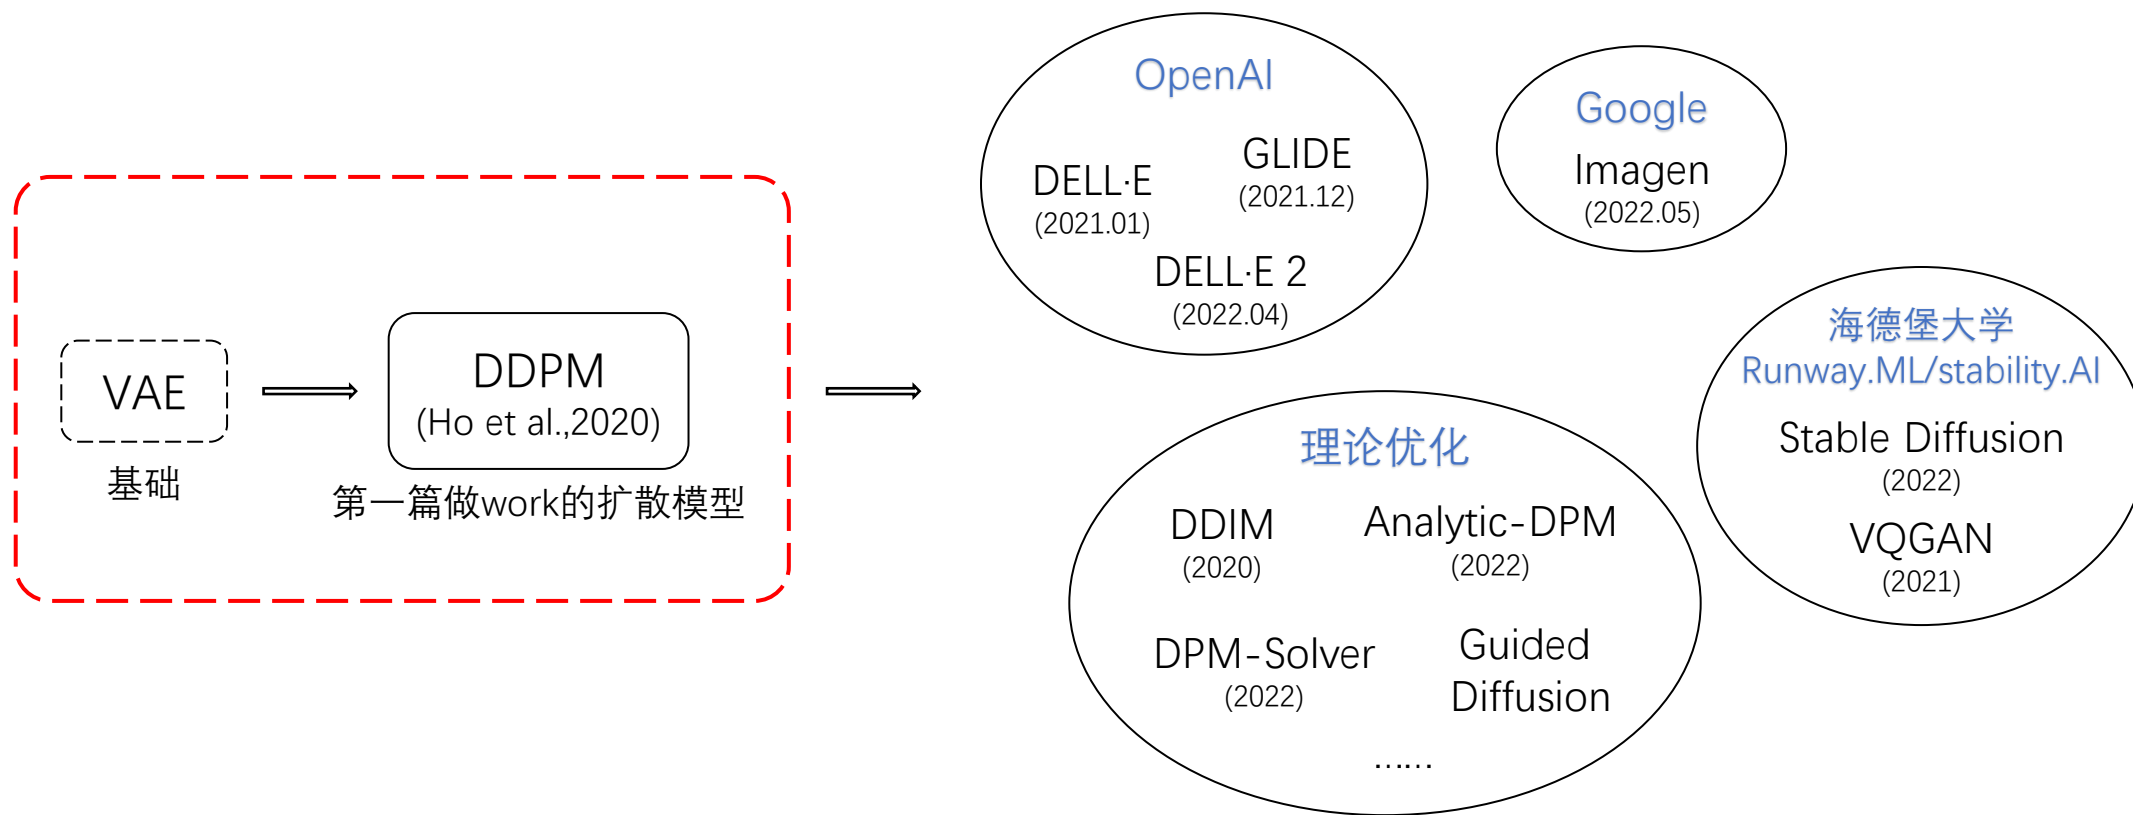 VAE
基础
DDPM
(Ho et al.,2020)
第一篇做work的扩散模型
OpenAI
DELL·E
(2021.01)
GLIDE
(2021.12)
DELL·E 2
(2022.04)
Google
Imagen
(2022.05)
海德堡大学
Runway.ML/stability.AI
Stable Diffusion
(2022)
VQGAN
(2021)
理论优化
DDIM
(2020)
Analytic-DPM
(2022)
DPM-Solver
(2022)
Guided
Diffusion
……